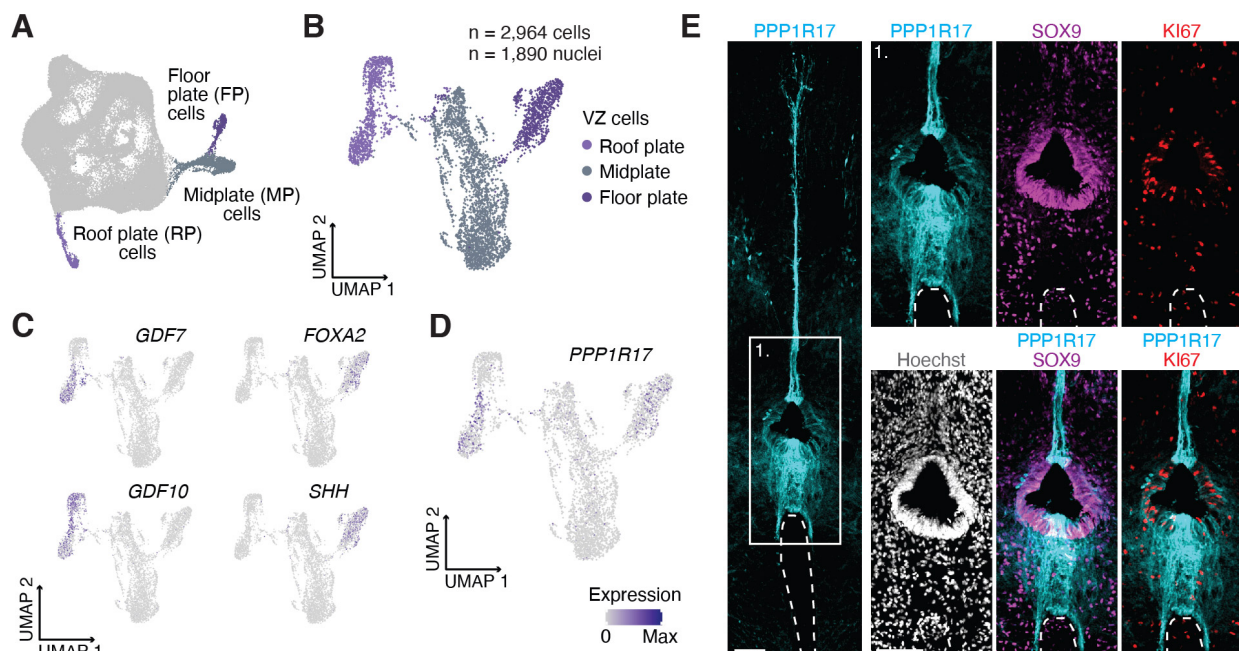 A
Floor
plate (FP)
cells
Midplate (MP)
cells
Roof plate (RP)
cells
B
n = 2,964 cells
n = 1,890 nuclei
VZ cells
Roof plate
Midplate
Floor plate
UMAP 2
UMAP 1
C
GDF7
FOXA2
GDF10
SHH
UMAP 2
UMAP 1
D
PPP1R17
UMAP 2
UMAP 1
Expression
0 Max
E
PPP1R17
1.
PPP1R17
1.
SOX9
KI67
Hoechst
PPP1R17
SOX9
PPP1R17
KI67